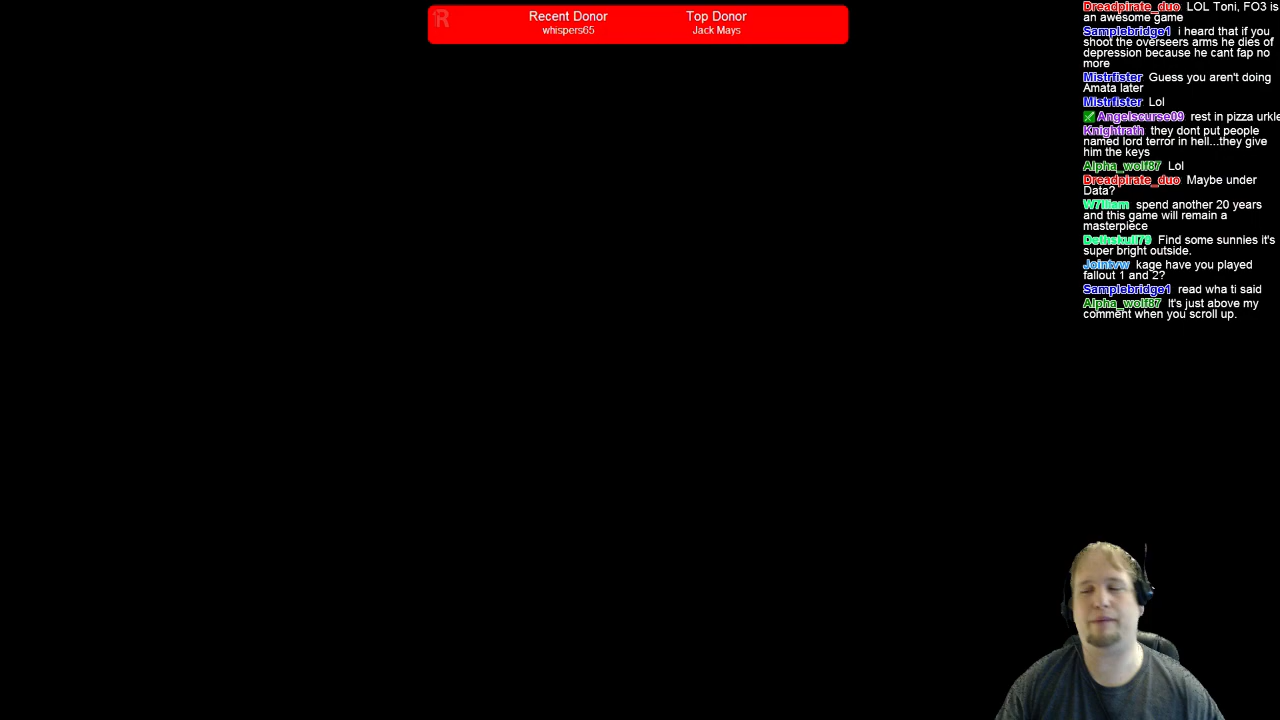 R
Recent Donor
Top Donor
whispers65
Jack Mays
Dreadpirate_duo LOL Toni, FO3 is
an awesome game
Samplebridge1 i heard that if you
shoot the overseers arms he dies of
depression because he cant fap no
more
Mistrfister Guess you aren't doing
Amata later
Mistrfister Lol
Angelscurse09 rest in pizza urkle
Knightrath they dont put people
named lord terror in hell...they give
him the keys
Alpha_wolf87 Lol
Dreadpirate_duo Maybe under
Data?
W7lliam spend another 20 years
and this game will remain a
masterpiece
Dethskull79 Find some sunnies it's
super bright outside.
Jointvw kage have you played
fallout 1 and 2?
Samplebridge1 read wha ti said
Alpha_wolf87 It's just above my
comment when you scroll up.